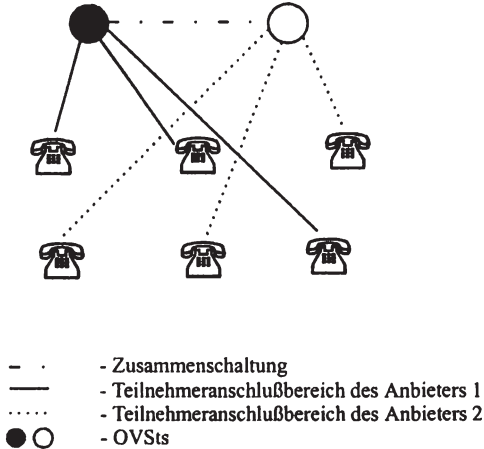 - Zusammenschaltung
- Teilnehmeranschlußbereich des Anbieters 1
- Teilnehmeranschlußbereich des Anbieters 2
- OVSts